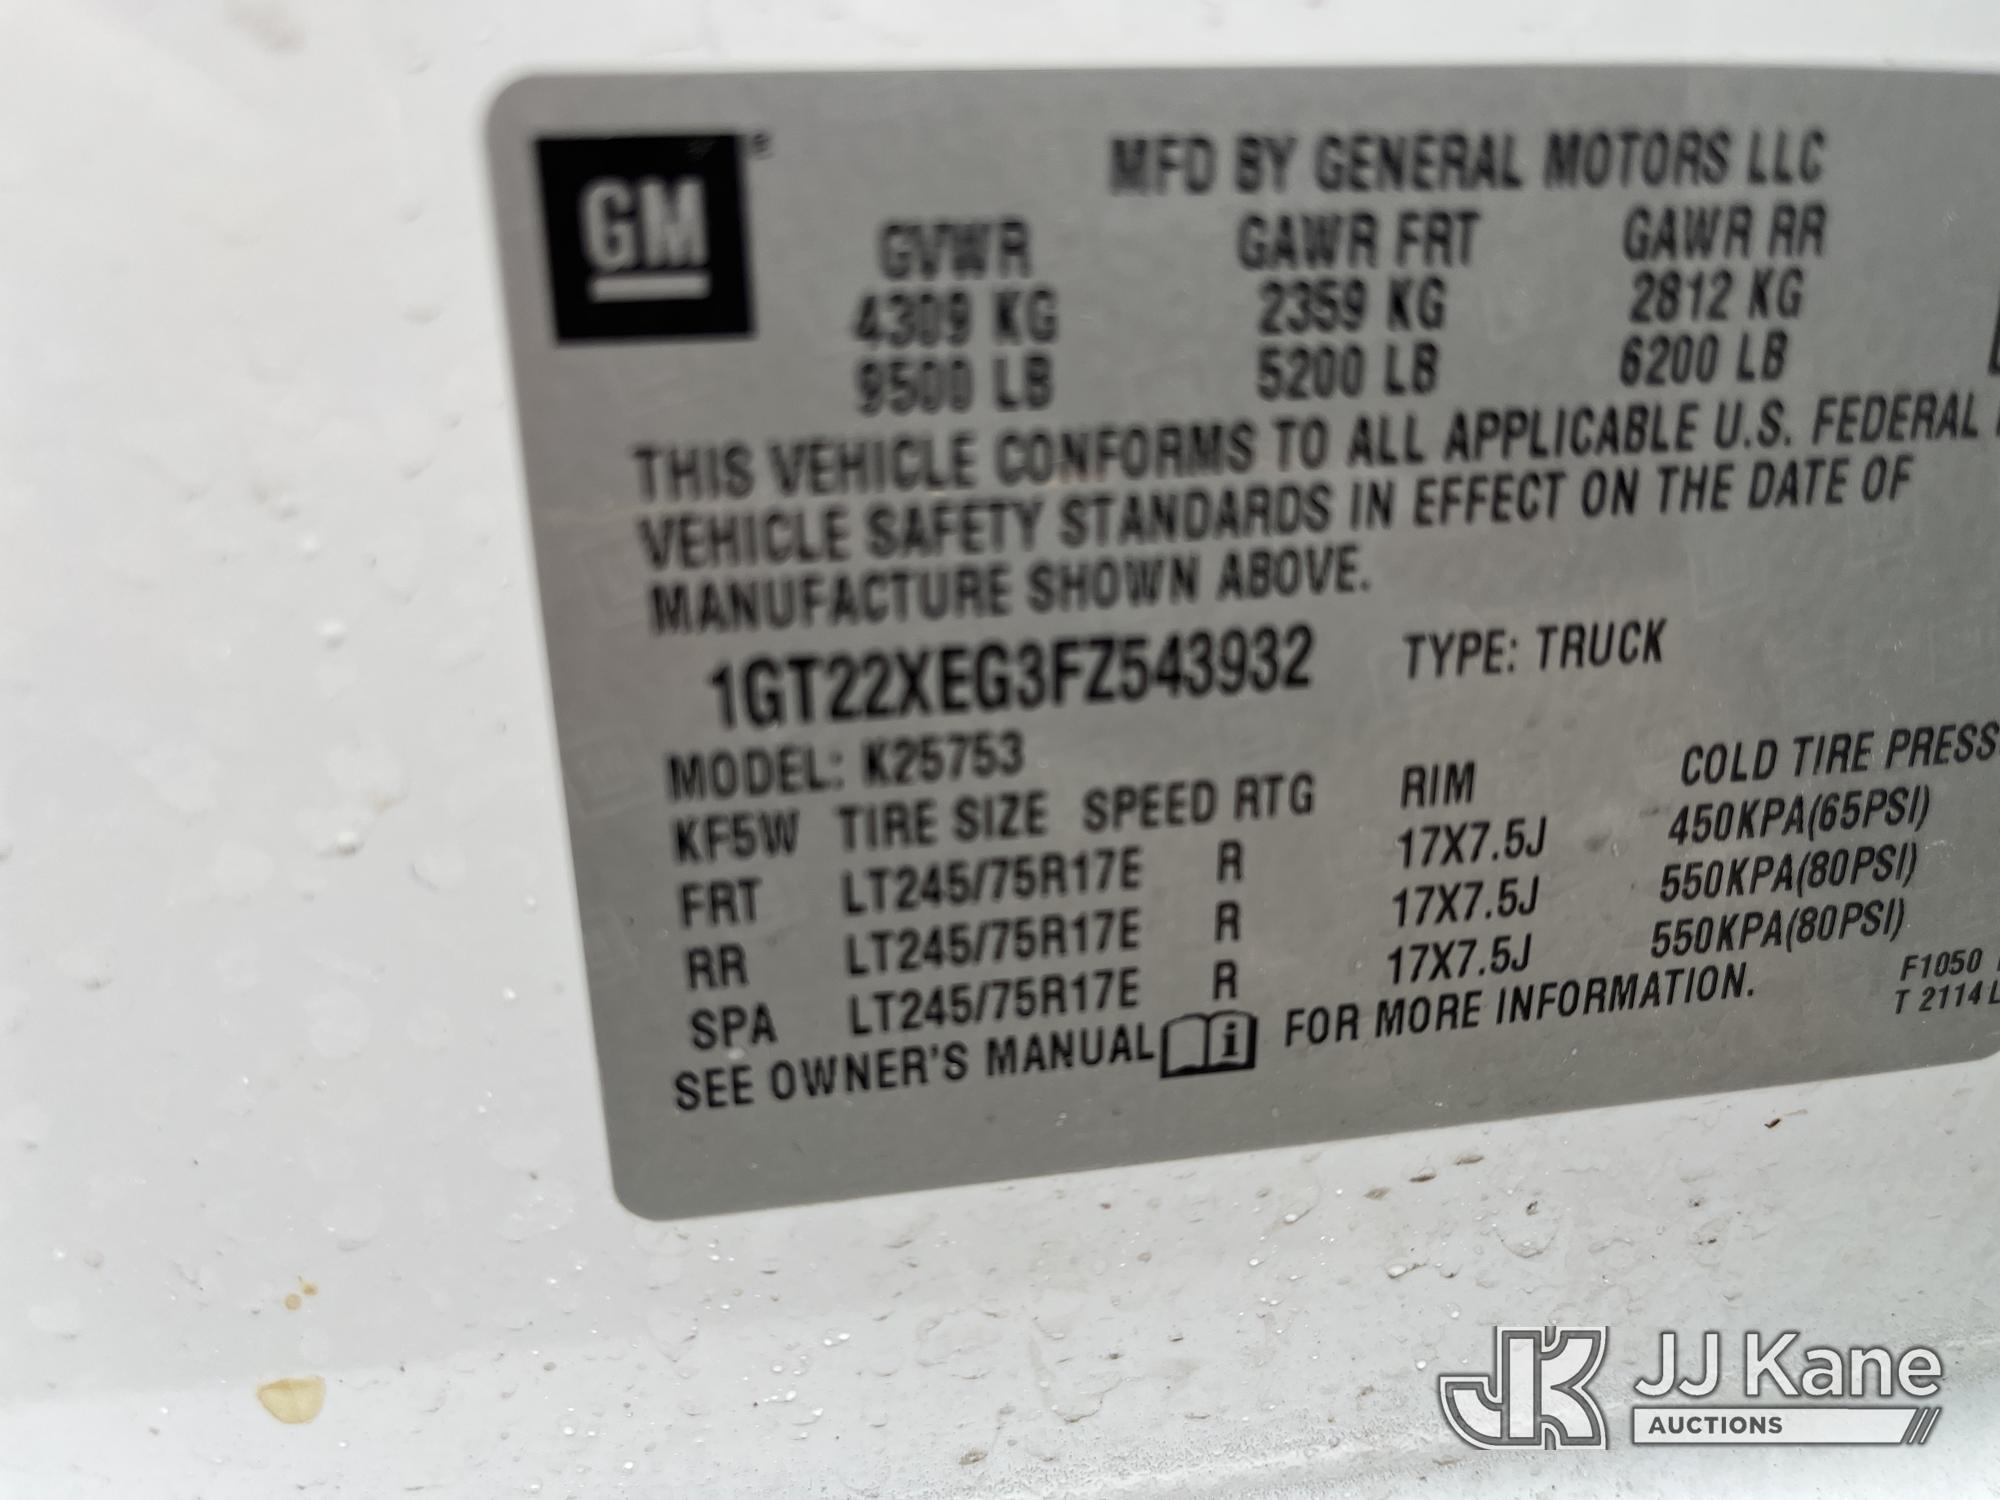 GM®
MFD BY GENERAL MOTORS LLC
GVWR GAWR FRT GAWR RR
4309 KG 2359 KG 2812 KG
9500 LB 5200 LB 6200 LB
THIS VEHICLE CONFORMS TO ALL APPLICABLE U.S. FEDERAL
VEHICLE SAFETY STANDARDS IN EFFECT ON THE DATE OF
MANUFACTURE SHOWN ABOVE.
1GT22XEG3FZ543932 TYPE: TRUCK
MODEL: K25753
KF5W TIRE SIZE SPEED RTG RIM COLD TIRE PRESS
FRT LT245/75R17E R 17X7.5J 450KPA(65PSI)
RR LT245/75R17E R 17X7.5J 550KPA(80PSI)
SPA LT245/75R17E R 17X7.5J 550KPA(80PSI)
SEE OWNER'S MANUAL i FOR MORE INFORMATION.
F1050
T 2114L
JK JJ Kane
AUCTIONS